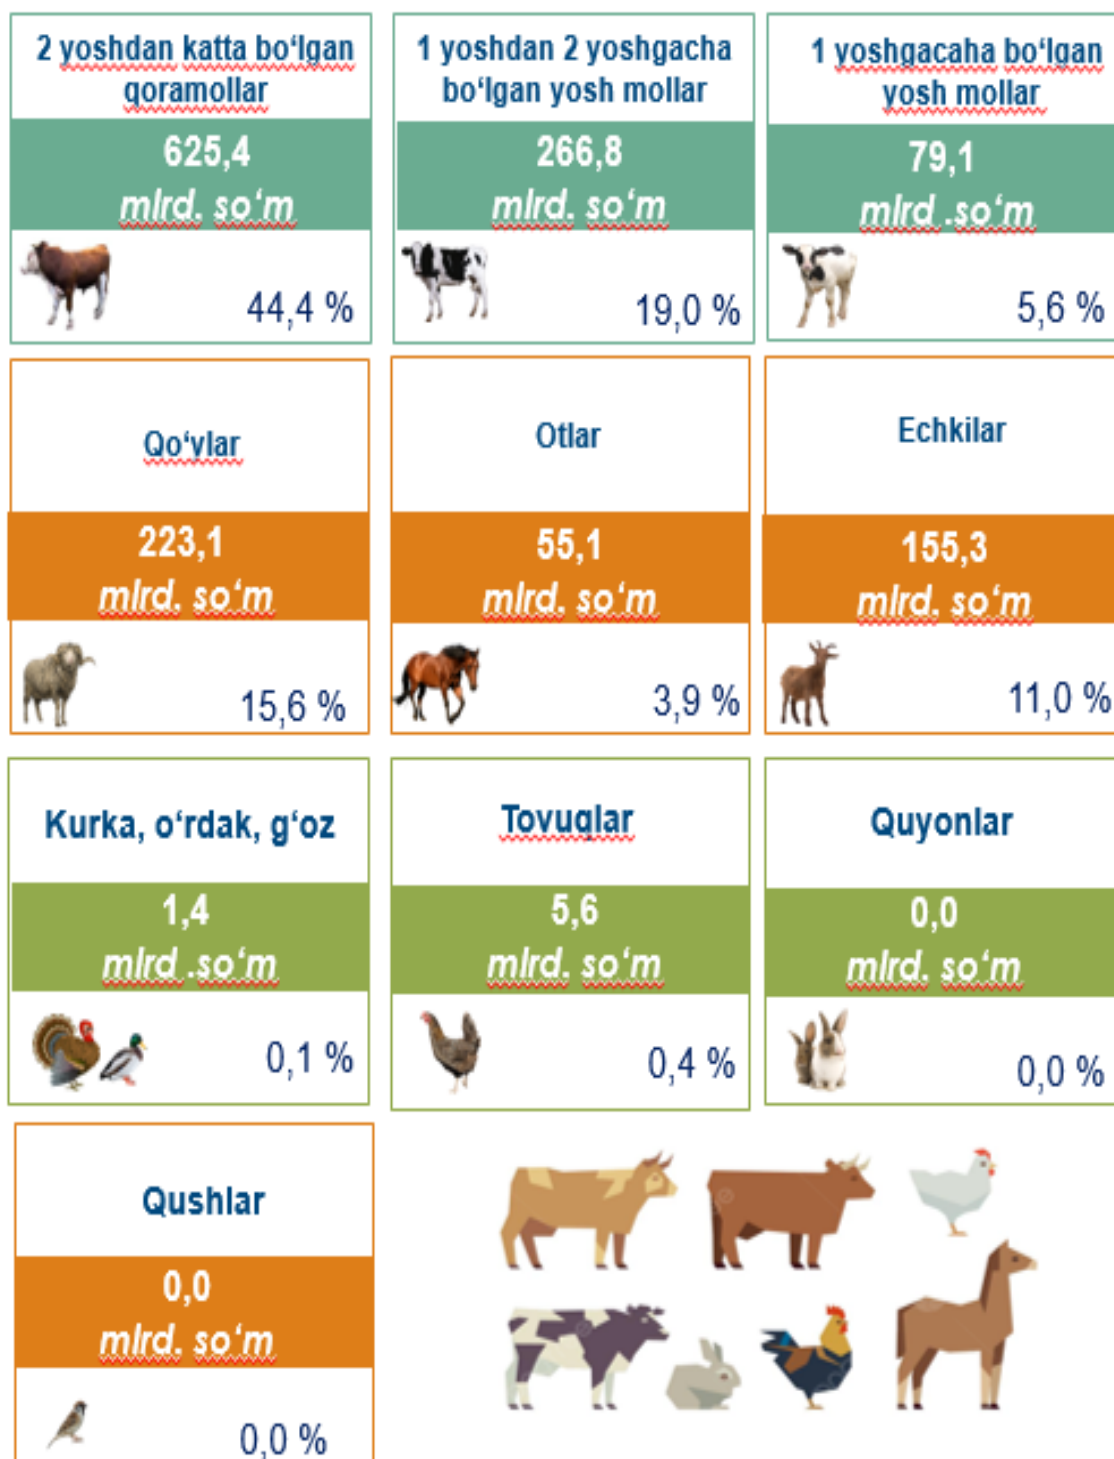 2 yoshdan katta bo‘lgan
qoramollar
625,4
mlrd. so‘m
44,4 %
1 yoshdan 2 yoshgacha
bo‘lgan yosh mollar
266,8
mlrd. so‘m
19,0 %
1 yoshgacaha bo‘lgan
yosh mollar
79,1
mlrd .so‘m
5,6 %
Qo‘ylar
223,1
mlrd. so‘m
15,6 %
Otlar
55,1
mlrd. so‘m
3,9 %
Echkilar
155,3
mlrd. so‘m
11,0 %
Kurka, o‘rdak, g‘oz
1,4
mlrd .so‘m
0,1 %
Tovuqlar
5,6
mlrd. so‘m
0,4 %
Quyonlar
0,0
mlrd. so‘m
0,0 %
Qushlar
0,0
mlrd. so‘m
0,0 %